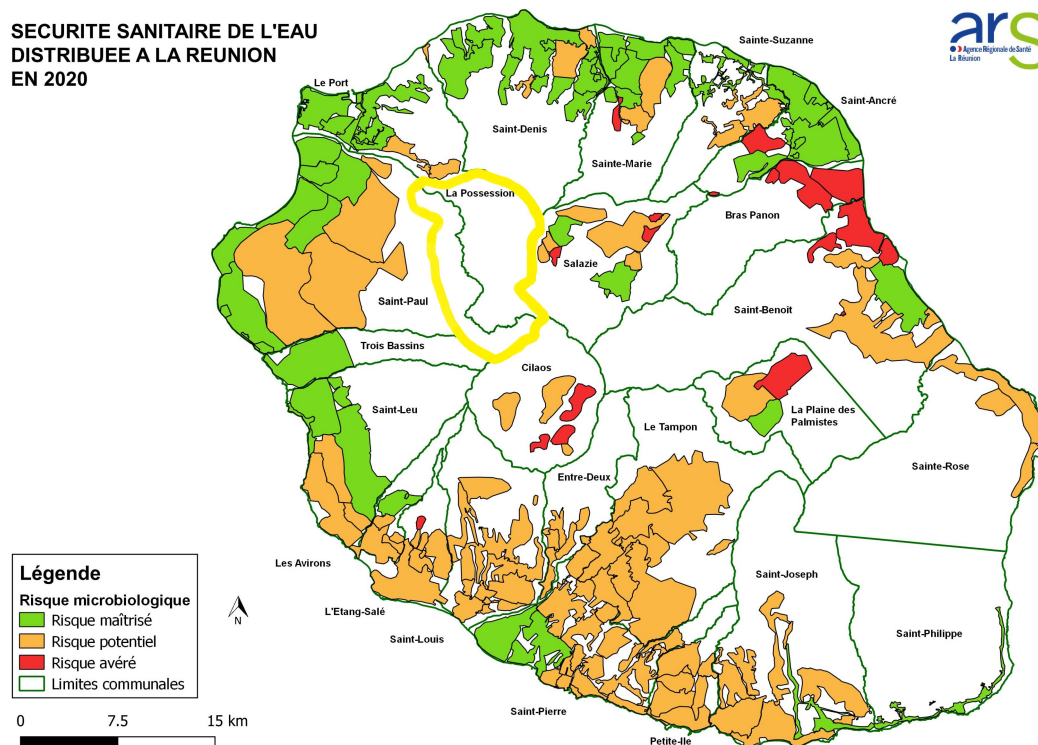 SECURITE SANITAIRE DE L'EAU
DISTRIBUEE A LA REUNION
EN 2020
ars
Agence Régionale de Santé
La Réunion
Sainte-Suzanne
Le Port
Saint-Ancré
Saint-Denis
Sainte-Marie
La Possession
Bras Panon
Salazie
Saint-Paul
Saint-Benoit
Trois Bassins
Cilaos
Saint-Leu
La Plaine des
Palmistes
Le Tampon
Sainte-Rose
Entre-Deux
Les Avirons
Saint-Joseph
L'Etang-Salé
Saint-Louis
Saint-Philippe
Saint-Pierre
Petite-Ile
Légende
Risque microbiologique
Risque maîtrisé
Risque potentiel
Risque avéré
Limites communales
N
0 7.5 15 km